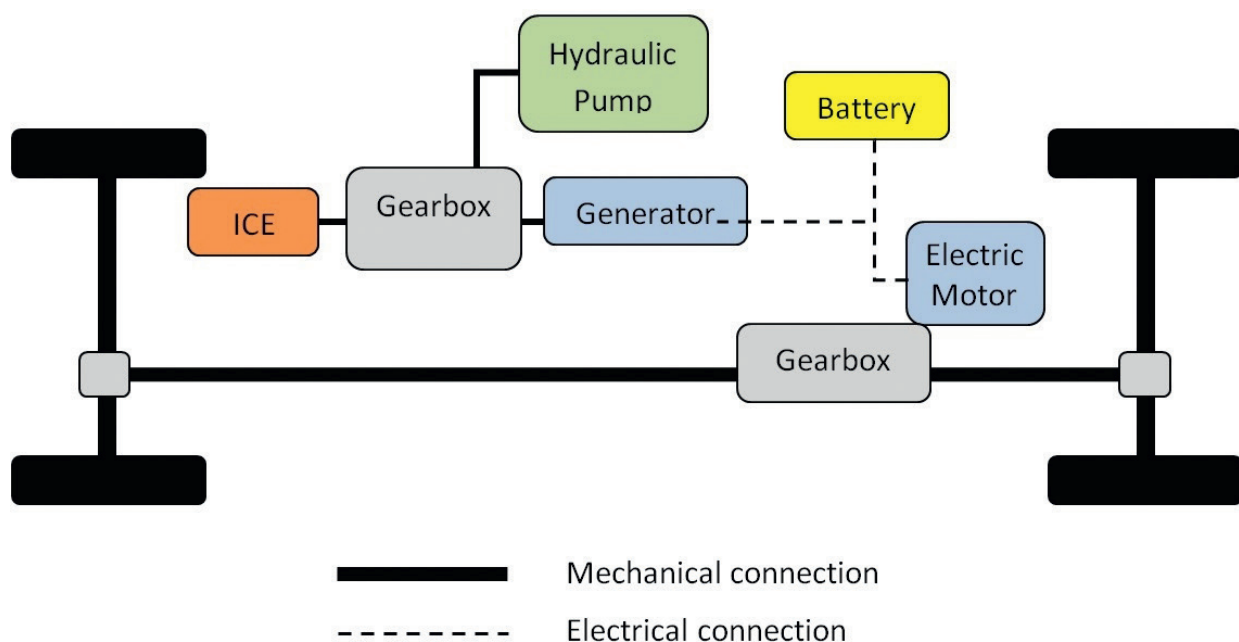 Hydraulic
Pump
Battery
ICE
Gearbox
Generator
Electric
Motor
Gearbox
Mechanical connection
Electrical connection